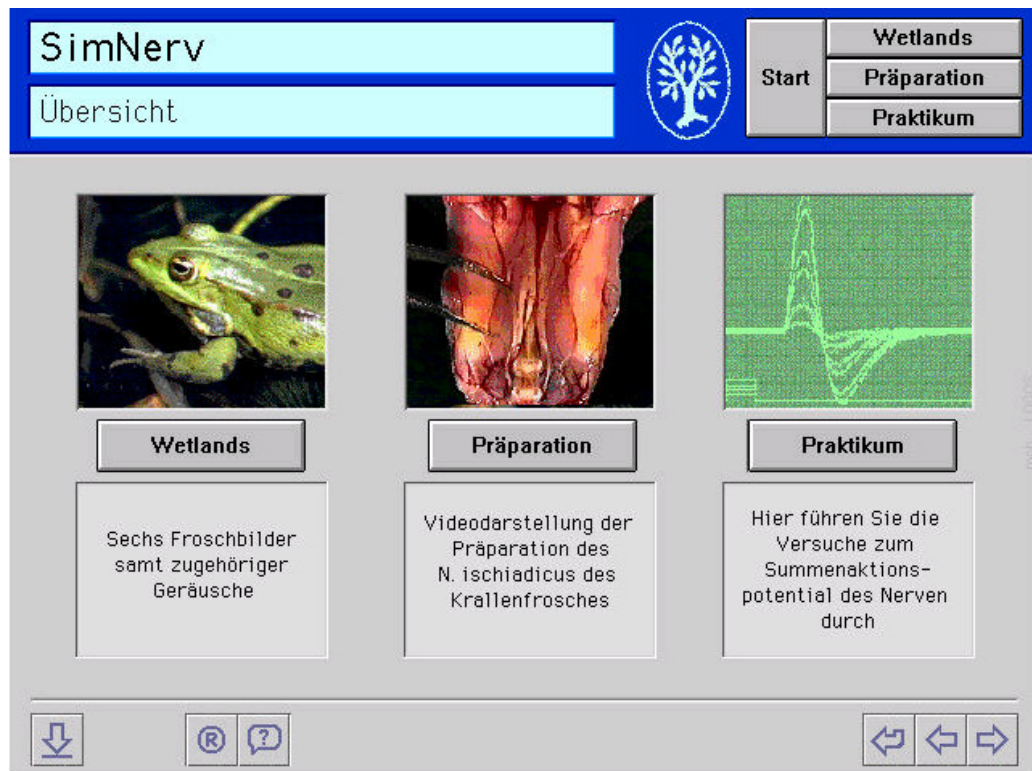 SimNerv
Übersicht
Start
Wetlands
Präparation
Praktikum
Wetlands
Präparation
Praktikum
Sechs Froschbilder
samt zugehöriger
Geräusche
Videodarstellung der
Präparation des
N. ischiadicus des
Krallenfrosches
Hier führen Sie die
Versuche zum
Summenaktions-
potential des Nerven
durch
®
?